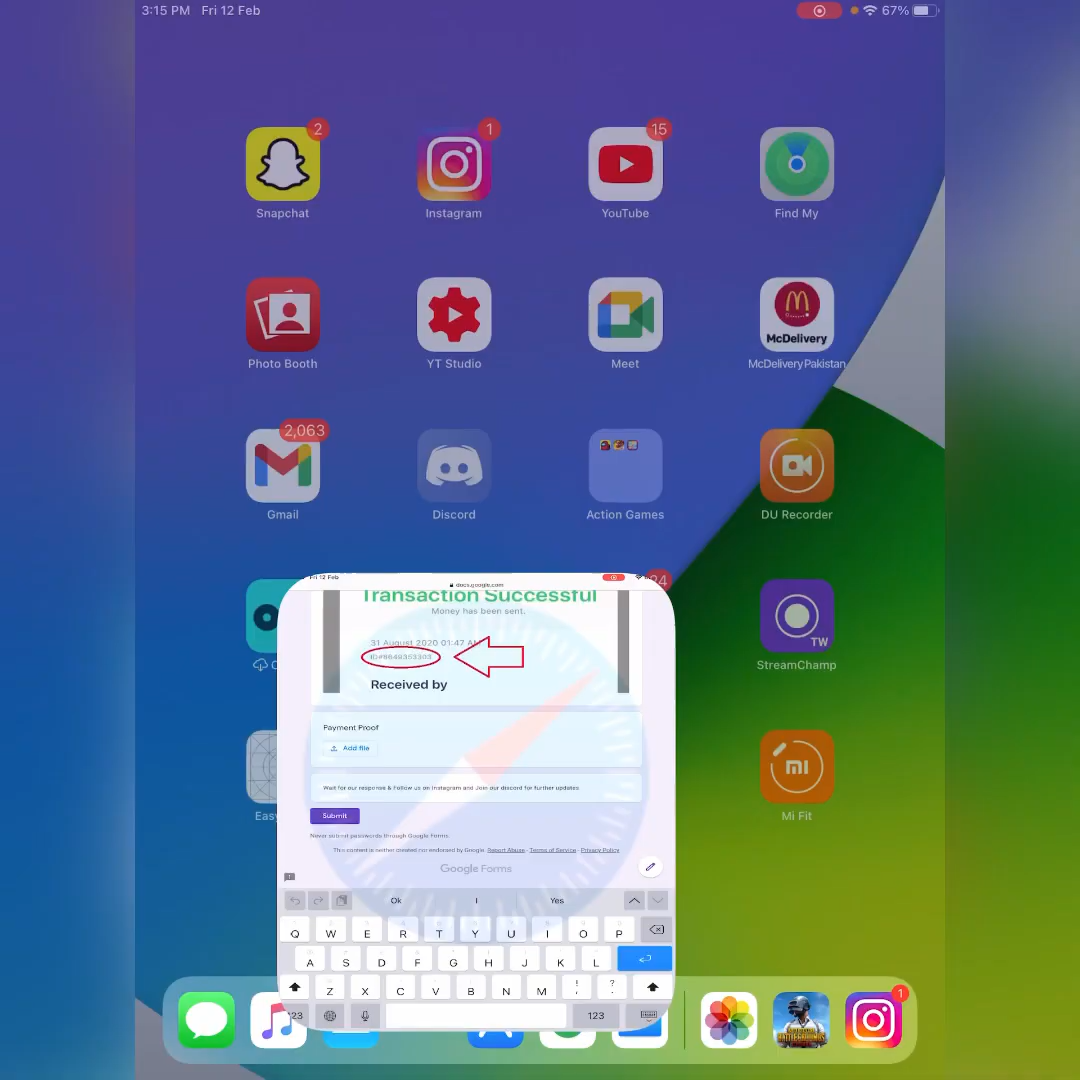 3:15 PM Fri 12 Feb
67%
2
1
15
Snapchat
Instagram
YouTube
Find My
McDelivery
Photo Booth
YT Studio
Meet
McDelivery Pakistan
2,063
Gmail
Discord
Action Games
DU Recorder
Fri 12 Feb
docs.google.com
24
Transaction Successful
Money has been sent.
31 August 2020 01:47 AM
TW
StreamChamp
Received by
Payment Proof
Add file
mi
Wait for our response & Follow us on Instagram and Join our discord for further updates
Submit
Easy
Mi Fit
Never submit passwords through Google Forms.
This content is neither created nor endorsed by Google. Report Abuse - Terms of Service - Privacy Policy
Google Forms
Ok I Yes
Q W E R T Y U I O P
A S D F G H J K L
Z X C V B N M ! , ? .
123
1